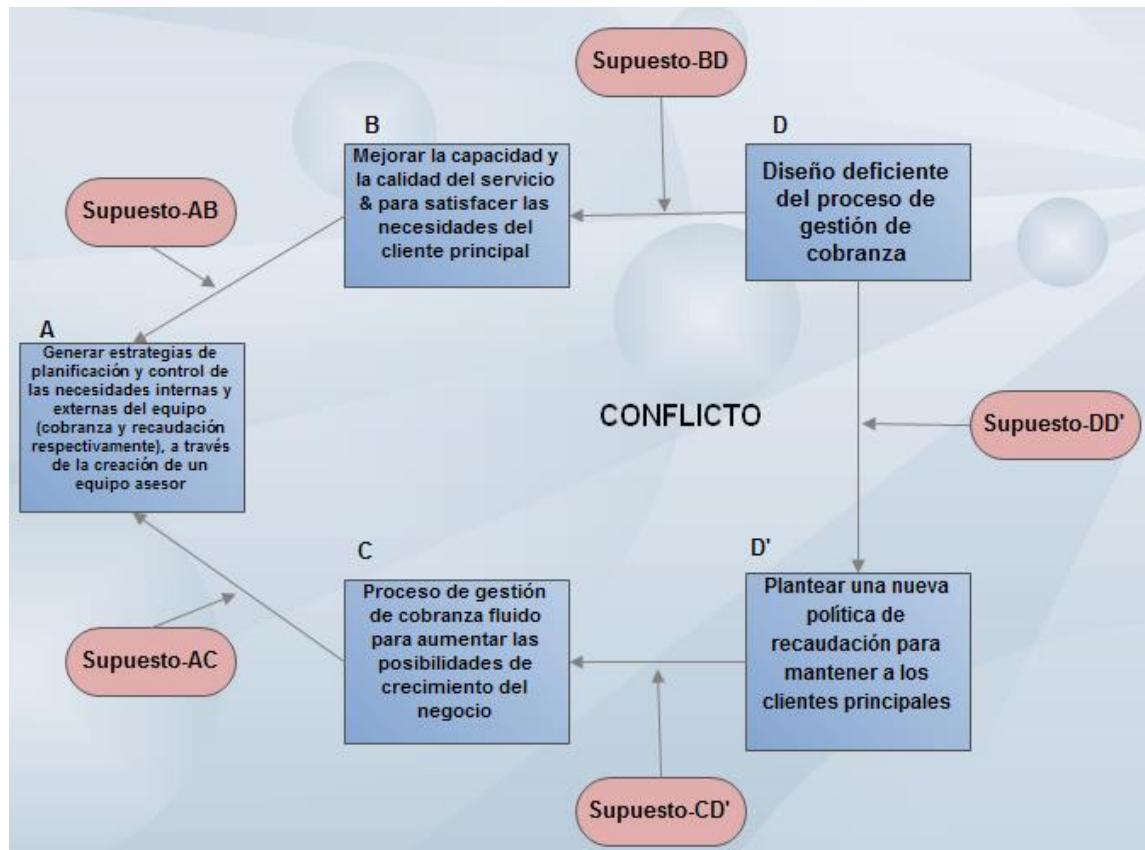 Supuesto-BD
B
Mejorar la capacidad y
la calidad del servicio
& para satisfacer las
necesidades del
cliente principal
D
Diseño deficiente
del proceso de
gestión de
cobranza
Supuesto-AB
A
Generar estrategias de
planificación y control de
las necesidades internas y
externas del equipo
(cobranza y recaudación
respectivamente), a través
de la creación de un
equipo asesor
CONFLICTO
Supuesto-DD'
C
Proceso de gestión
de cobranza fluido
para aumentar las
posibilidades de
crecimiento del
negocio
D'
Plantear una nueva
política de
recaudación para
mantener a los
clientes principales
Supuesto-AC
Supuesto-CD'